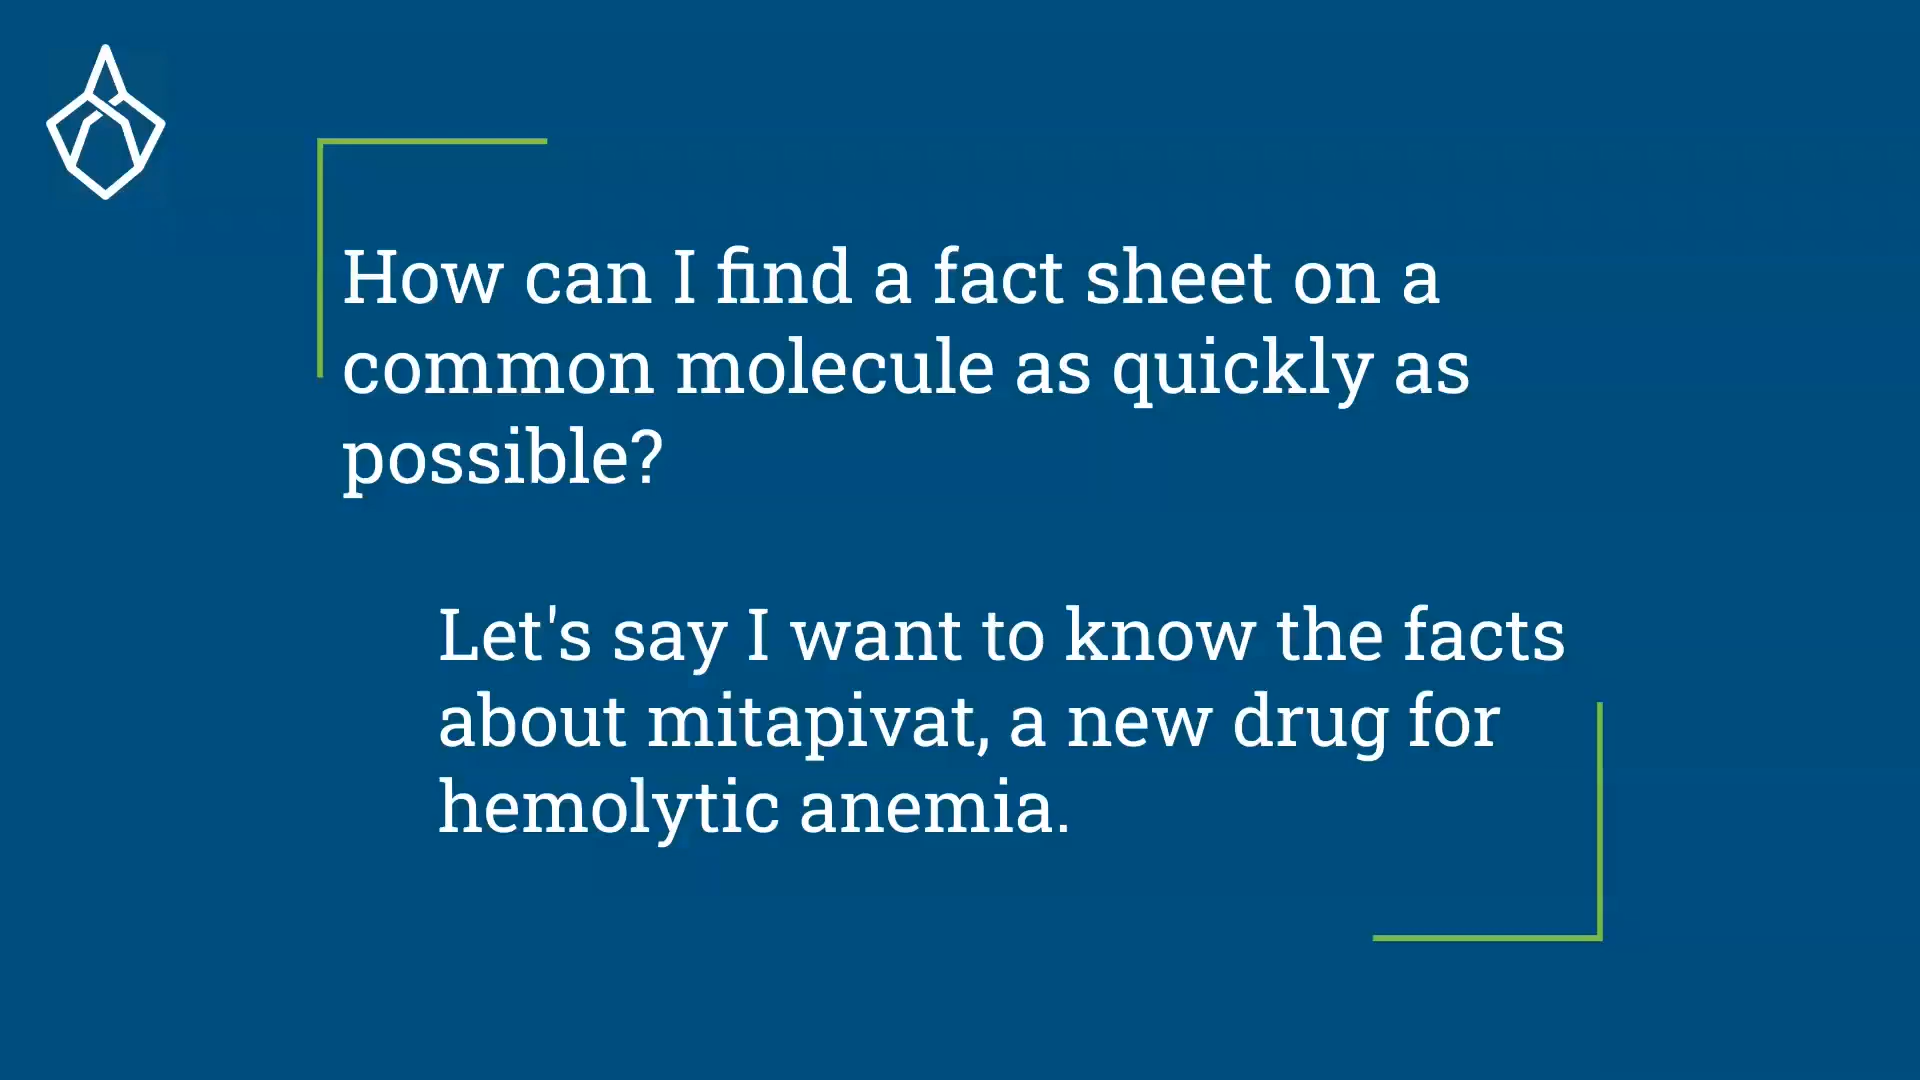 How can I find a fact sheet on a
common molecule as quickly as
possible?
Let's say I want to know the facts
about mitapivat, a new drug for
hemolytic anemia.